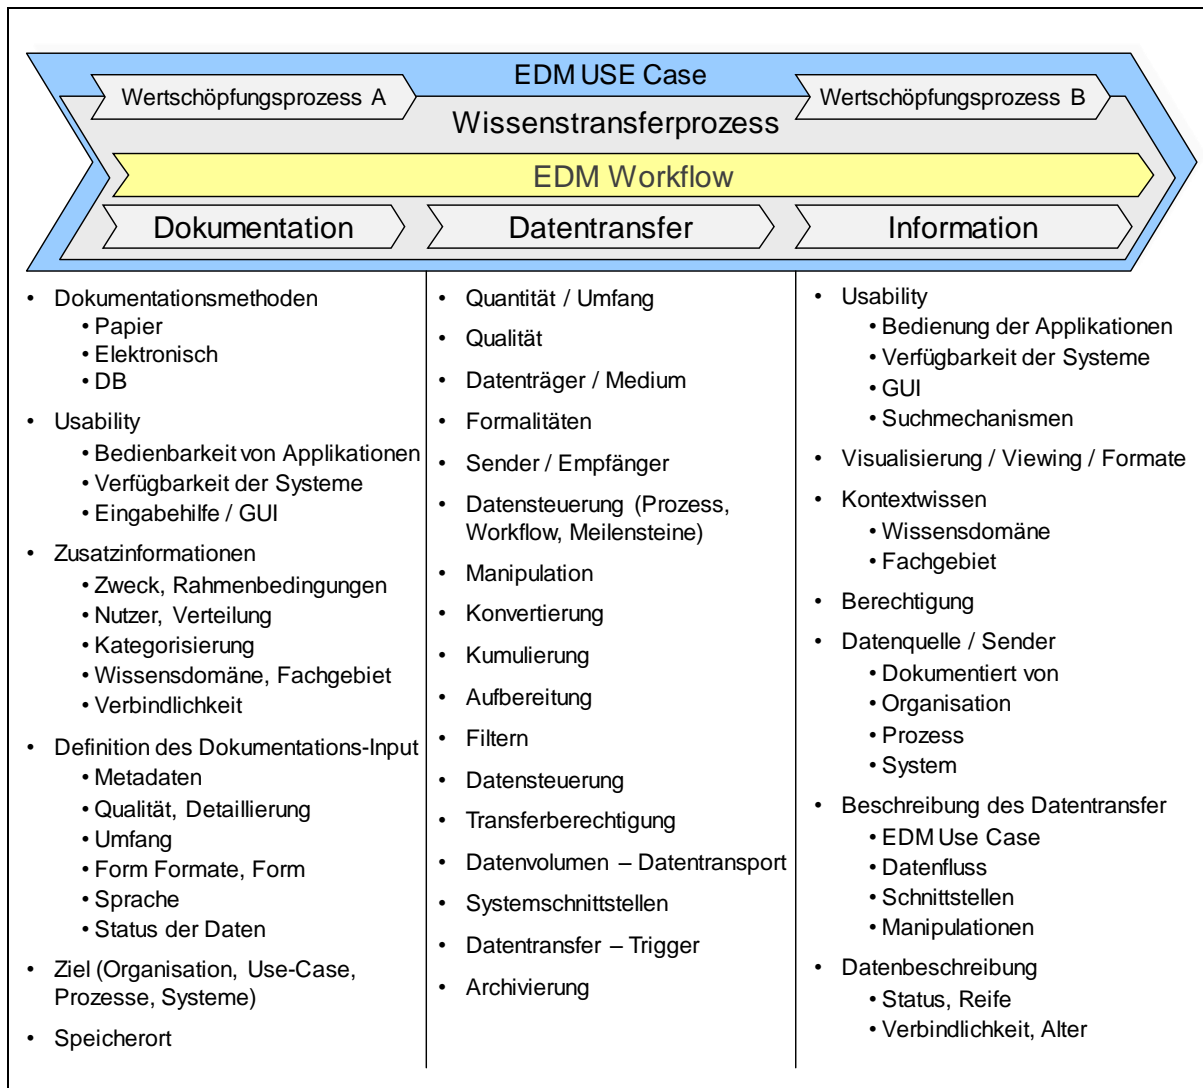 EDM USE Case
Wertschöpfungsprozess A
Wertschöpfungsprozess B
Wissenstransferprozess
EDM Workflow
Dokumentation
Datentransfer
Information
• Dokumentationsmethoden
• Papier
• Elektronisch
• DB
• Usability
• Bedienbarkeit von Applikationen
• Verfügbarkeit der Systeme
• Eingabehilfe / GUI
• Zusatzinformationen
• Zweck, Rahmenbedingungen
• Nutzer, Verteilung
• Kategorisierung
• Wissensdomäne, Fachgebiet
• Verbindlichkeit
• Definition des Dokumentations-Input
• Metadaten
• Qualität, Detaillierung
• Umfang
• Form Formate, Form
• Sprache
• Status der Daten
• Ziel (Organisation, Use-Case,
Prozesse, Systeme)
• Speicherort
• Quantität / Umfang
• Qualität
• Datenträger / Medium
• Formalitäten
• Sender / Empfänger
• Datensteuerung (Prozess,
Workflow, Meilensteine)
• Manipulation
• Konvertierung
• Kumulierung
• Aufbereitung
• Filtern
• Datensteuerung
• Transferberechtigung
• Datenvolumen – Datentransport
• Systemschnittstellen
• Datentransfer – Trigger
• Archivierung
• Usability
• Bedienung der Applikationen
• Verfügbarkeit der Systeme
• GUI
• Suchmechanismen
• Visualisierung / Viewing / Formate
• Kontextwissen
• Wissensdomäne
• Fachgebiet
• Berechtigung
• Datenquelle / Sender
• Dokumentiert von
• Organisation
• Prozess
• System
• Beschreibung des Datentransfer
• EDM Use Case
• Datenfluss
• Schnittstellen
• Manipulationen
• Datenbeschreibung
• Status, Reife
• Verbindlichkeit, Alter